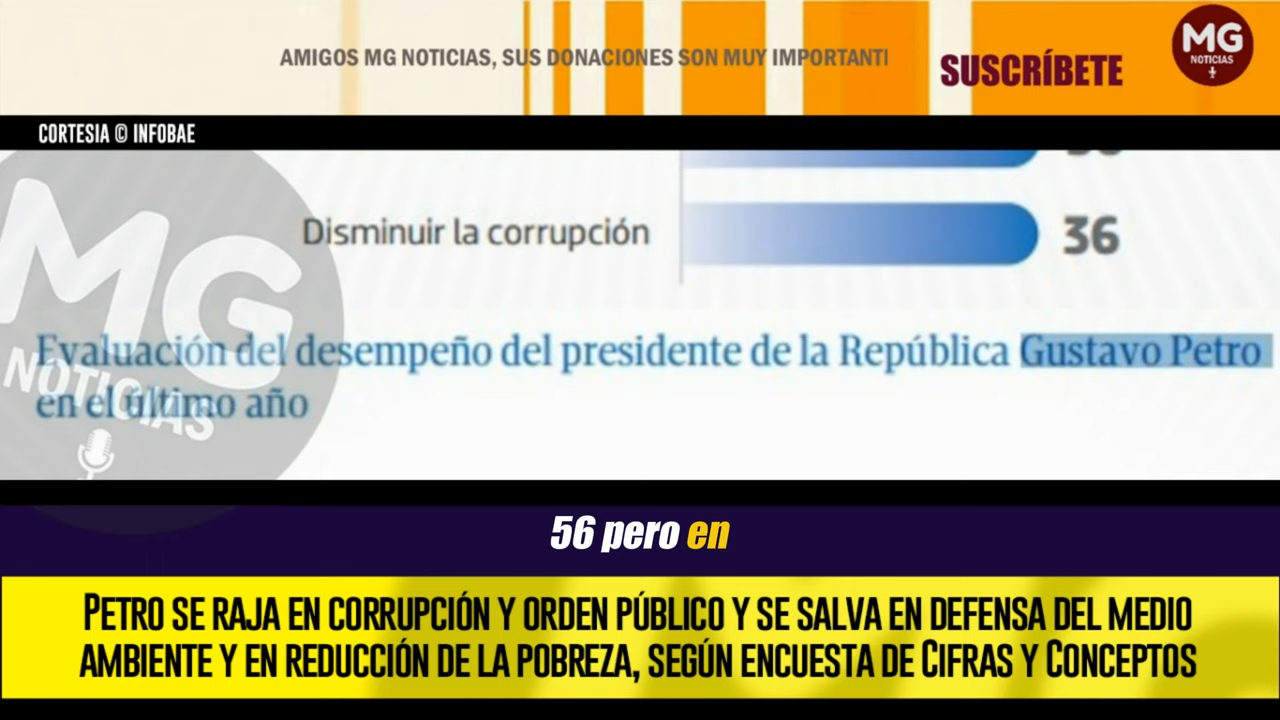 AMIGOS MG NOTICIAS, SUS DONACIONES SON MUY IMPORTANT
SUSCRÍBETE
MG
NOTICIAS
CORTESIA © INFOBAE
Disminuir la corrupción
36
MG
NOTICIAS
Evaluación del desempeño del presidente de la República Gustavo Petro
en el último año
56 pero en
PETRO SE RAJA EN CORRUPCIÓN Y ORDEN PÚBLICO Y SE SALVA EN DEFENSA DEL MEDIO
AMBIENTE Y EN REDUCCIÓN DE LA POBREZA, SEGÚN ENCUESTA DE CIFRAS Y CONCEPTOS